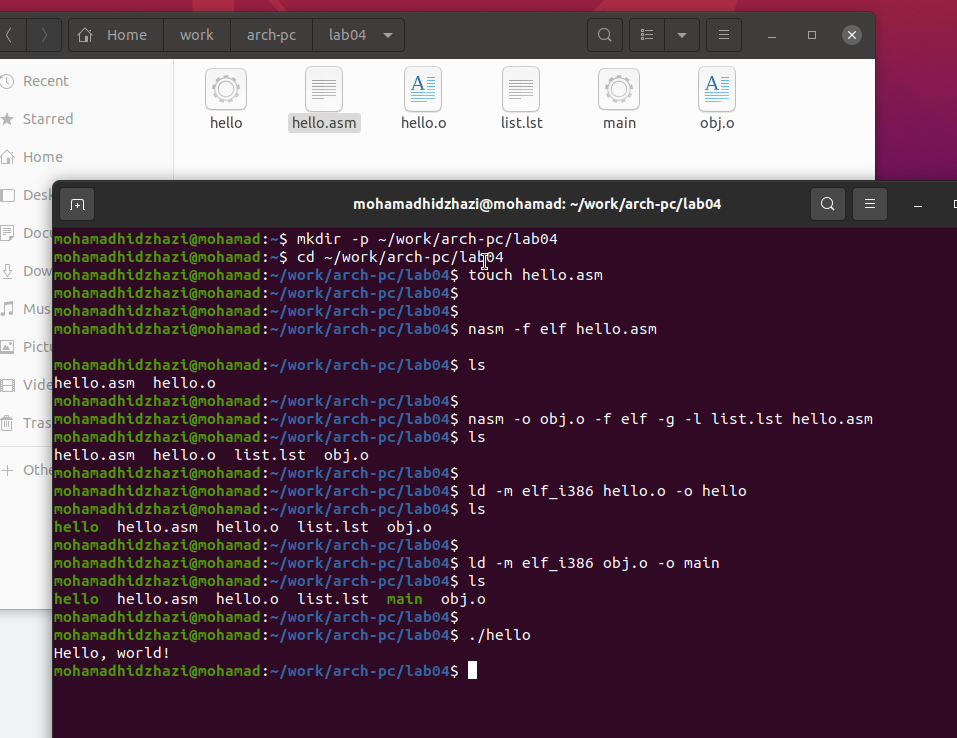 Home work arch-pc lab04
Recent
Starred
Home
hello hello.asm hello.o list.lst main obj.o
mohamadhidzhazi@mohamad: ~/work/arch-pc/lab04
Desk
Docu
Dow
Mus
Pictu
Vide
Tras
Othe
mohamadhidzhazi@mohamad:~$ mkdir -p ~/work/arch-pc/lab04
mohamadhidzhazi@mohamad:~$ cd ~/work/arch-pc/lab04
mohamadhidzhazi@mohamad:~/work/arch-pc/lab04$ touch hello.asm
mohamadhidzhazi@mohamad:~/work/arch-pc/lab04$
mohamadhidzhazi@mohamad:~/work/arch-pc/lab04$
mohamadhidzhazi@mohamad:~/work/arch-pc/lab04$ nasm -f elf hello.asm
mohamadhidzhazi@mohamad:~/work/arch-pc/lab04$ ls
hello.asm hello.o
mohamadhidzhazi@mohamad:~/work/arch-pc/lab04$
mohamadhidzhazi@mohamad:~/work/arch-pc/lab04$ nasm -o obj.o -f elf -g -l list.lst hello.asm
mohamadhidzhazi@mohamad:~/work/arch-pc/lab04$ ls
hello.asm hello.o list.lst obj.o
mohamadhidzhazi@mohamad:~/work/arch-pc/lab04$
mohamadhidzhazi@mohamad:~/work/arch-pc/lab04$ ld -m elf_i386 hello.o -o hello
mohamadhidzhazi@mohamad:~/work/arch-pc/lab04$ ls
hello hello.asm hello.o list.lst obj.o
mohamadhidzhazi@mohamad:~/work/arch-pc/lab04$
mohamadhidzhazi@mohamad:~/work/arch-pc/lab04$ ld -m elf_i386 obj.o -o main
mohamadhidzhazi@mohamad:~/work/arch-pc/lab04$ ls
hello hello.asm hello.o list.lst main obj.o
mohamadhidzhazi@mohamad:~/work/arch-pc/lab04$
mohamadhidzhazi@mohamad:~/work/arch-pc/lab04$ ./hello
Hello, world!
mohamadhidzhazi@mohamad:~/work/arch-pc/lab04$